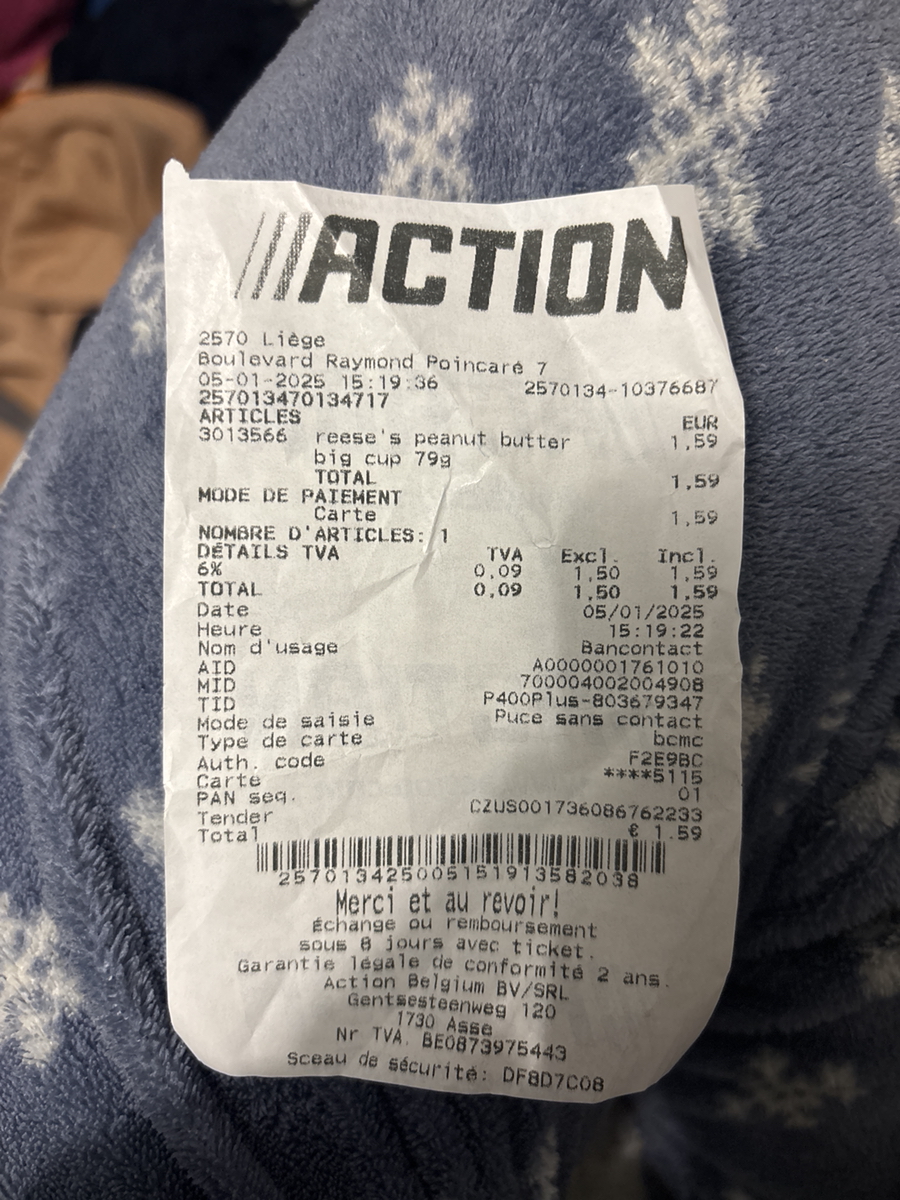 ///ACTION
2570 Liège
Boulevard Raymond Poincaré 7
05-01-2025 15:19:36 2570134-10376687
257013470134717
ARTICLES EUR
3013566 reese's peanut butter 1,59
big cup 79g
TOTAL 1,59
MODE DE PAIEMENT
Carte 1,59
NOMBRE D'ARTICLES: 1
DÉTAILS TVA TVA Excl. Incl.
6% 0,09 1,50 1,59
TOTAL 0,09 1,50 1,59
Date 05/01/2025
Heure 15:19:22
Nom d'usage Bancontact
AID A0000001761010
MID 700004002004908
TID P400Plus-803679347
Mode de saisie Puce sans contact
Type de carte bcmc
Auth. code F2E9BC
Carte ****5115
PAN seq. 01
Tender CZUS001736086762233
Total € 1.59
257013425005151913582038
Merci et au revoir!
Échange ou remboursement
sous 8 jours avec ticket.
Garantie légale de conformité 2 ans.
Action Belgium BV/SRL
Gentsesteenweg 120
1730 Asse
Nr TVA. BE0873975443
Sceau de sécurité: DF8D7C08